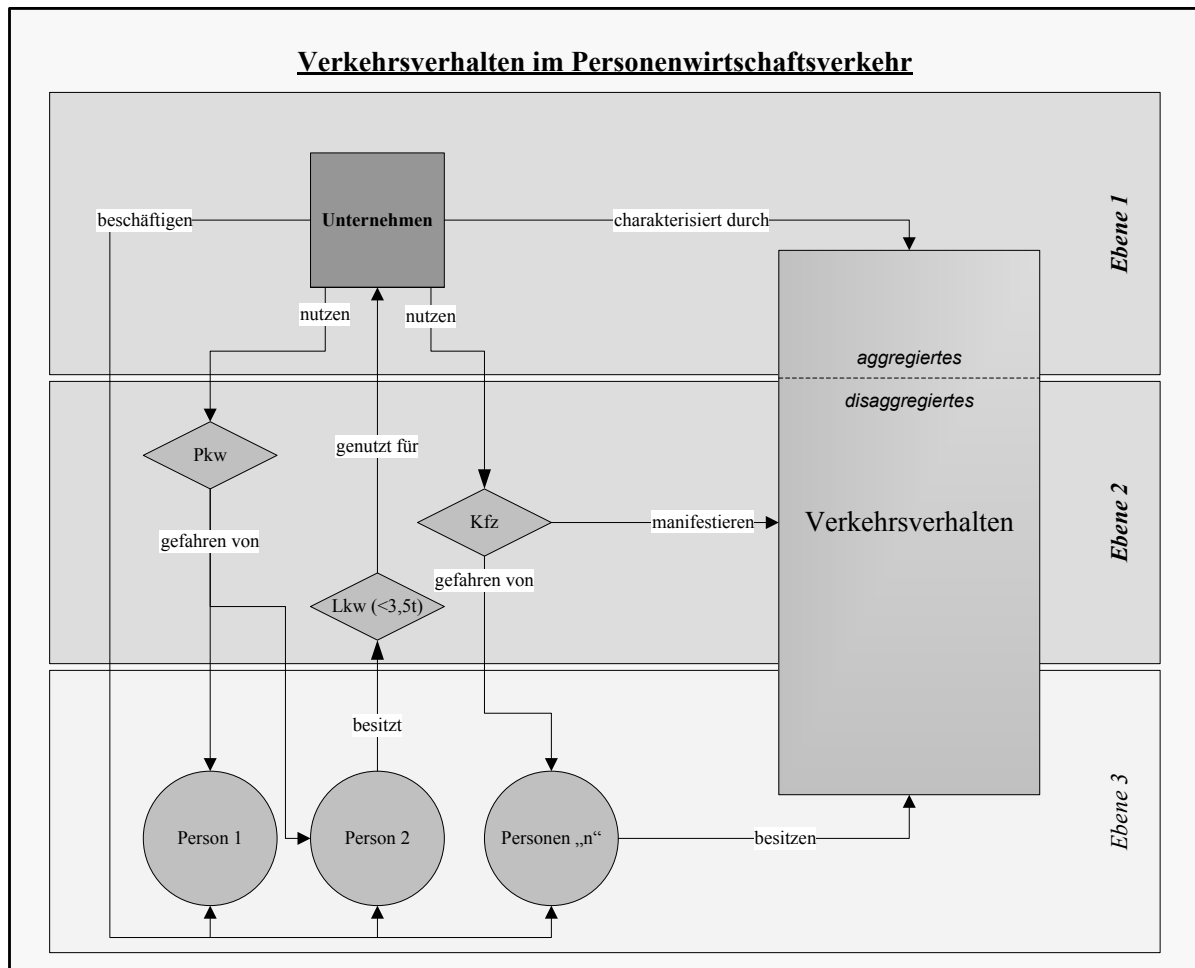 Verkehrsverhalten im Personenwirtschaftsverkehr
beschäftigen
Unternehmen
charakterisiert durch
Ebene 1
nutzen
nutzen
aggregiertes
disaggregiertes
Pkw
genutzt für
Kfz
manifestieren
Verkehrsverhalten
Ebene 2
gefahren von
gefahren von
Lkw (<3,5t)
besitzt
Person 1
Person 2
Personen „n“
besitzen
Ebene 3